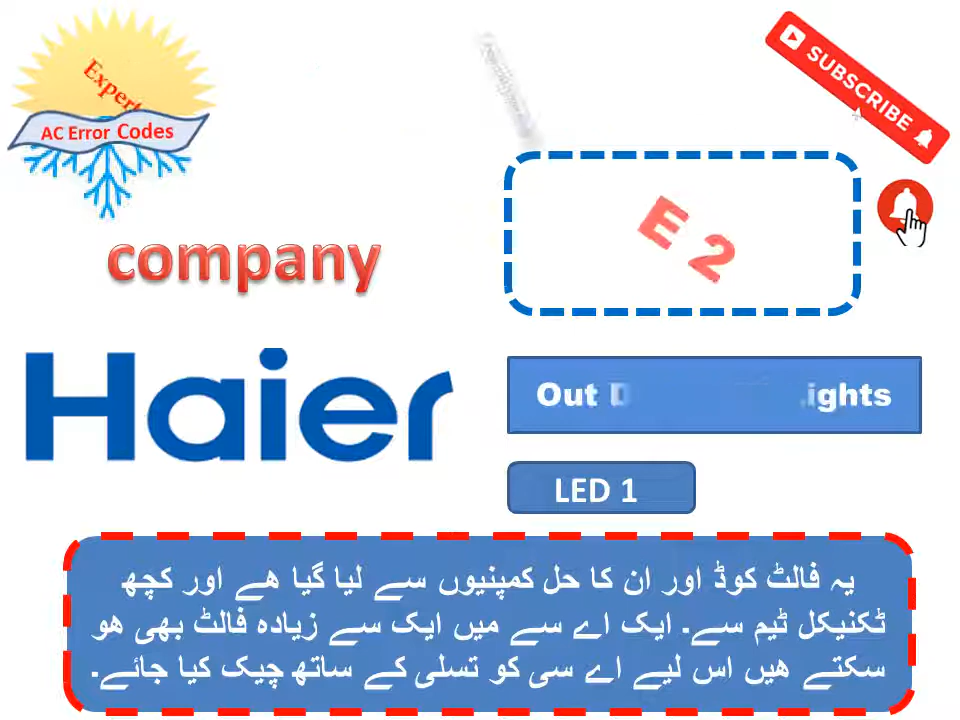 Expert
AC Error Codes
SUBSCRIBE
E 2
company
Haier
Out
LED 1
یہ فالٹ کوڈ اور ان کا حل کمپنیوں سے لیا گیا ھے اور کچھ
ٹکنیکل ٹیم سے۔ ایک اے سے میں ایک سے زیادہ فالٹ بھی ھو
سکتے ھیں اس لیے اے سی کو تسلی کے ساتھ چیک کیا جائے۔